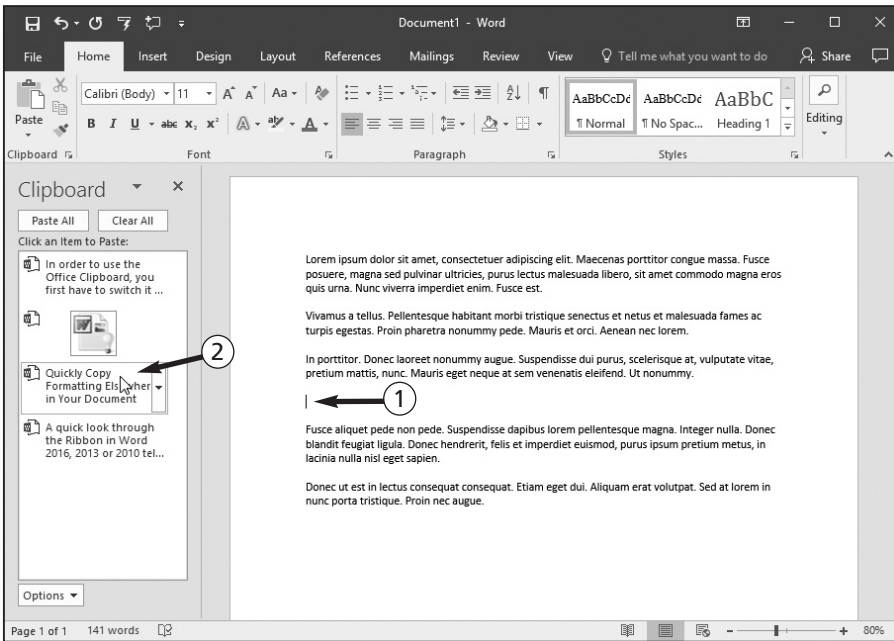 Document1 - Word
File Home Insert Design Layout References Mailings Review View Tell me what you want to do Share
Calibri (Body) 11 A A Aa A
Paste B I U abc X₂ X² A aby A
AaBbCcDd AaBbCcDd AaBbC
¶ Normal ¶ No Spac... Heading 1
Editing
Clipboard Font Paragraph Styles
Clipboard
Paste All Clear All
Click an Item to Paste:
In order to use the
Office Clipboard, you
first have to switch it ...
Quickly Copy
Formatting Elsewher
in Your Document
A quick look through
the Ribbon in Word
2016, 2013 or 2010 tel...
Options
2
Lorem ipsum dolor sit amet, consectetuer adipiscing elit. Maecenas porttitor congue massa. Fusce
posuere, magna sed pulvinar ultricies, purus lectus malesuada libero, sit amet commodo magna eros
quis urna. Nunc viverra imperdiet enim. Fusce est.
Vivamus a tellus. Pellentesque habitant morbi tristique senectus et netus et malesuada fames ac
turpis egestas. Proin pharetra nonummy pede. Mauris et orci. Aenean nec lorem.
In porttitor. Donec laoreet nonummy augue. Suspendisse dui purus, scelerisque at, vulputate vitae,
pretium mattis, nunc. Mauris eget neque at sem venenatis eleifend. Ut nonummy.
1
Fusce aliquet pede non pede. Suspendisse dapibus lorem pellentesque magna. Integer nulla. Donec
blandit feugiat ligula. Donec hendrerit, felis et imperdiet euismod, purus ipsum pretium metus, in
lacinia nulla nisl eget sapien.
Donec ut est in lectus consequat consequat. Etiam eget dui. Aliquam erat volutpat. Sed at lorem in
nunc porta tristique. Proin nec augue.
Page 1 of 1 141 words 80%